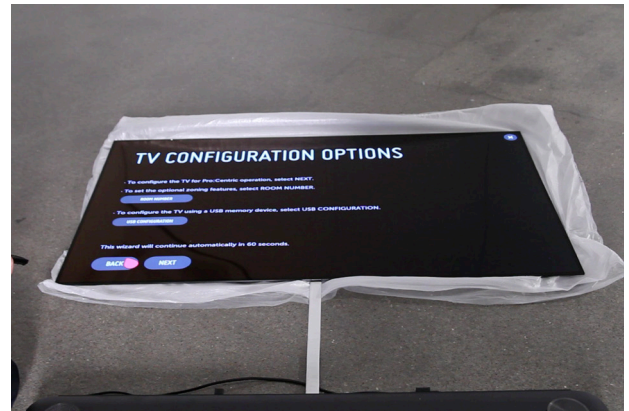 TV CONFIGURATION OPTIONS
- To configure the TV for Pro:Centric operation, select NEXT.
- To set the optional zoning features, select ROOM NUMBER.
ROOM NUMBER
- To configure the TV using a USB memory device, select USB CONFIGURATION.
USB CONFIGURATION
This wizard will continue automatically in 60 seconds.
BACK NEXT